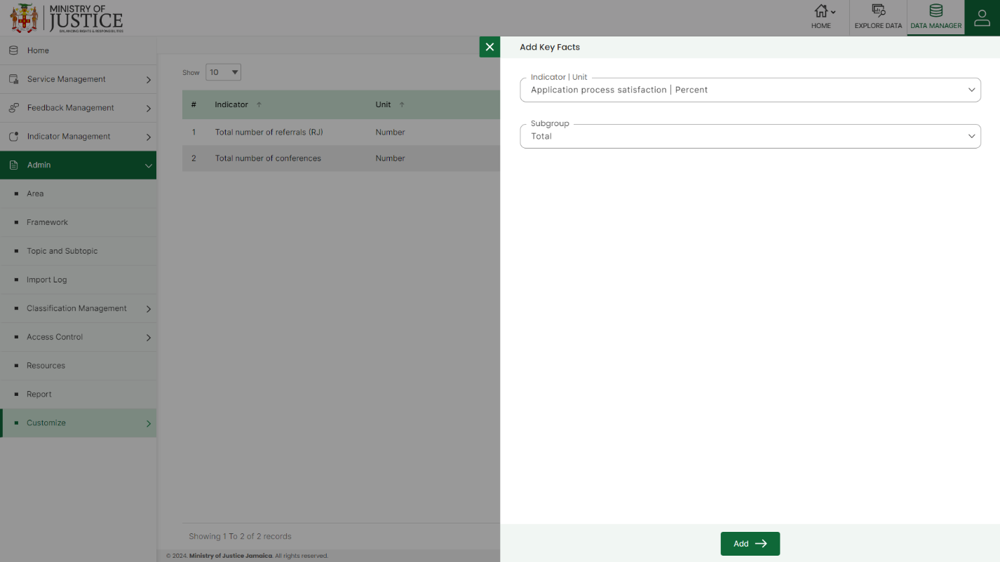 MINISTRY OF
JUSTICE
BALANCING RIGHTS & RESPONSIBILITIES
HOME
EXPLORE DATA
DATA MANAGER
Home
Service Management
Feedback Management
Indicator Management
Admin
Area
Framework
Topic and Subtopic
Import Log
Classification Management
Access Control
Resources
Report
Customize
Show 10
# Indicator Unit
1 Total number of referrals (RJ) Number
2 Total number of conferences Number
Showing 1 To 2 of 2 records
© 2024. Ministry of Justice Jamaica. All rights reserved.
Add Key Facts
Indicator | Unit
Application process satisfaction | Percent
Subgroup
Total
Add